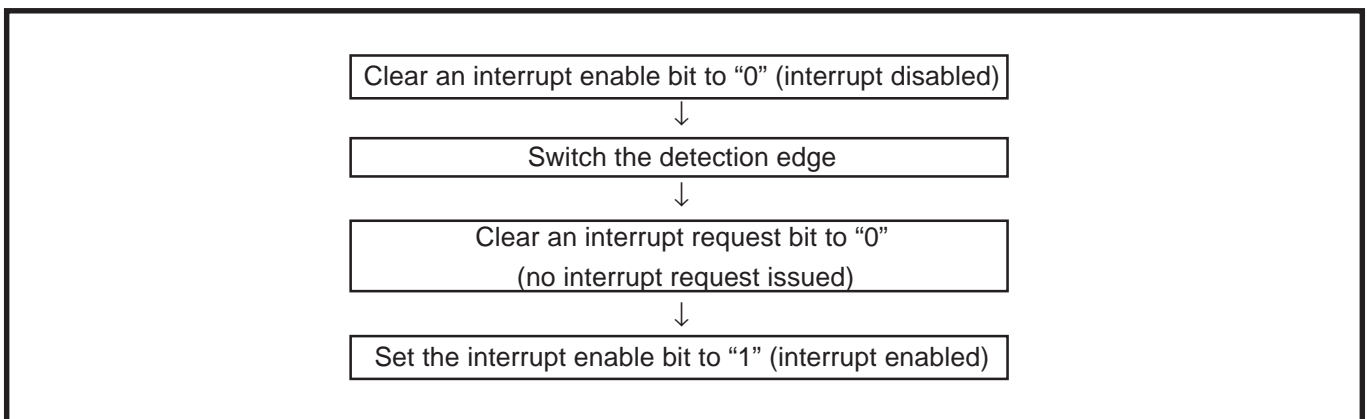 Clear an interrupt enable bit to “0” (interrupt disabled)
↓
Switch the detection edge
↓
Clear an interrupt request bit to “0”
(no interrupt request issued)
↓
Set the interrupt enable bit to “1” (interrupt enabled)